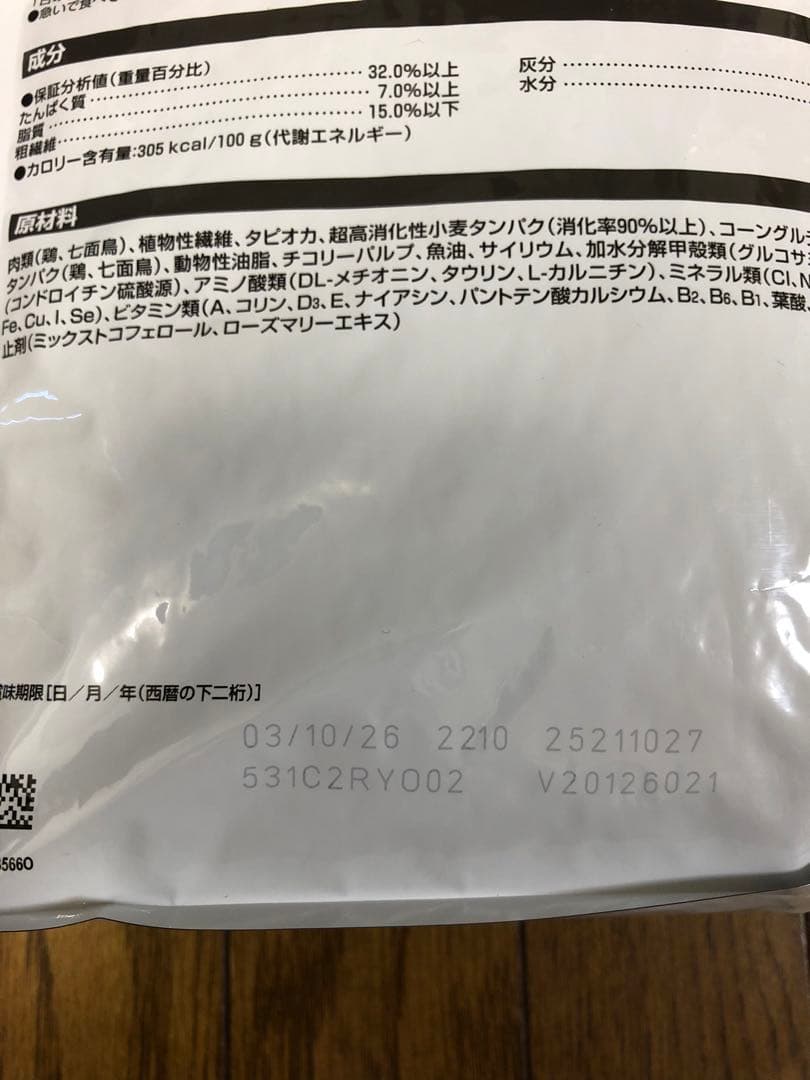 ●急いで食べ
成分
●保証分析値(重量百分比)
たんぱく質 32.0%以上
脂質 7.0%以上
粗繊維 15.0%以下
●カロリー含有量:305 kcal/100 g(代謝エネルギー)
灰分
水分
原材料
肉類(鶏、七面鳥)、植物性繊維、タピオカ、超高消化性小麦タンパク(消化率90%以上)、コーングル
タンパク(鶏、七面鳥)、動物性油脂、チコリーパルプ、魚油、サイリウム、加水分解甲殻類(グルコサ
(コンドロイチン硫酸源)、アミノ酸類(DL-メチオニン、タウリン、L-カルニチン)、ミネラル類(Cl、N
Fe、Cu、I、Se)、ビタミン類(A、コリン、D3、E、ナイアシン、パントテン酸カルシウム、B2、B6、B1、葉酸、
止剤(ミックストコフェロール、ローズマリーエキス)
味期限[日/月/年(西暦の下二桁)]
03/10/26 2210 25211027
531C2RYO02 V20126021
566O